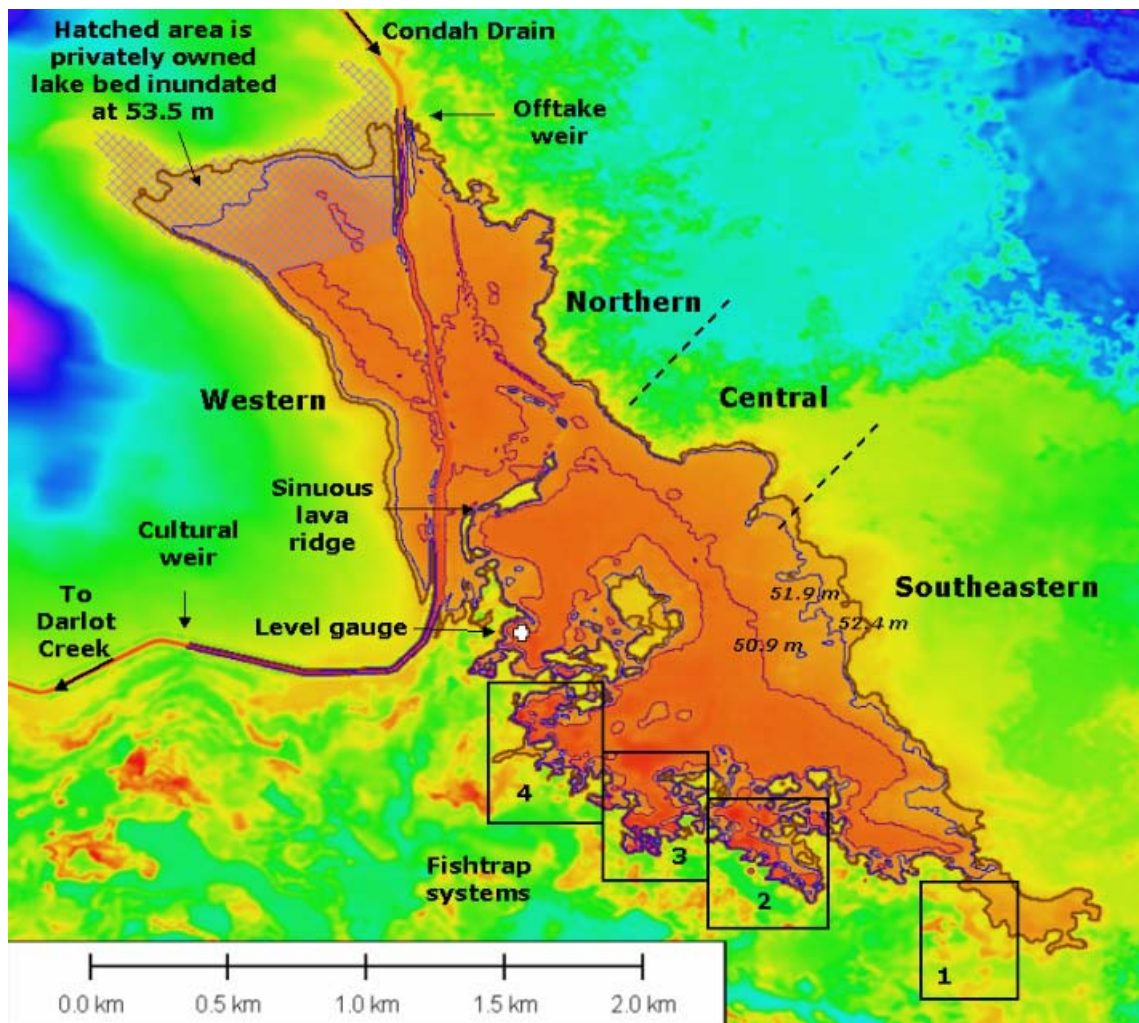 Hatched area is
privately owned
lake bed inundated
at 53.5 m
Condah Drain
Offtake
weir
Northern
Central
Western
Sinuous
lava
ridge
Cultural
weir
Southeastern
51.9 m
52.4 m
50.9 m
To
Darlot
Creek
Level gauge
4
3
2
1
Fishtrap
systems
0.0 km 0.5 km 1.0 km 1.5 km 2.0 km